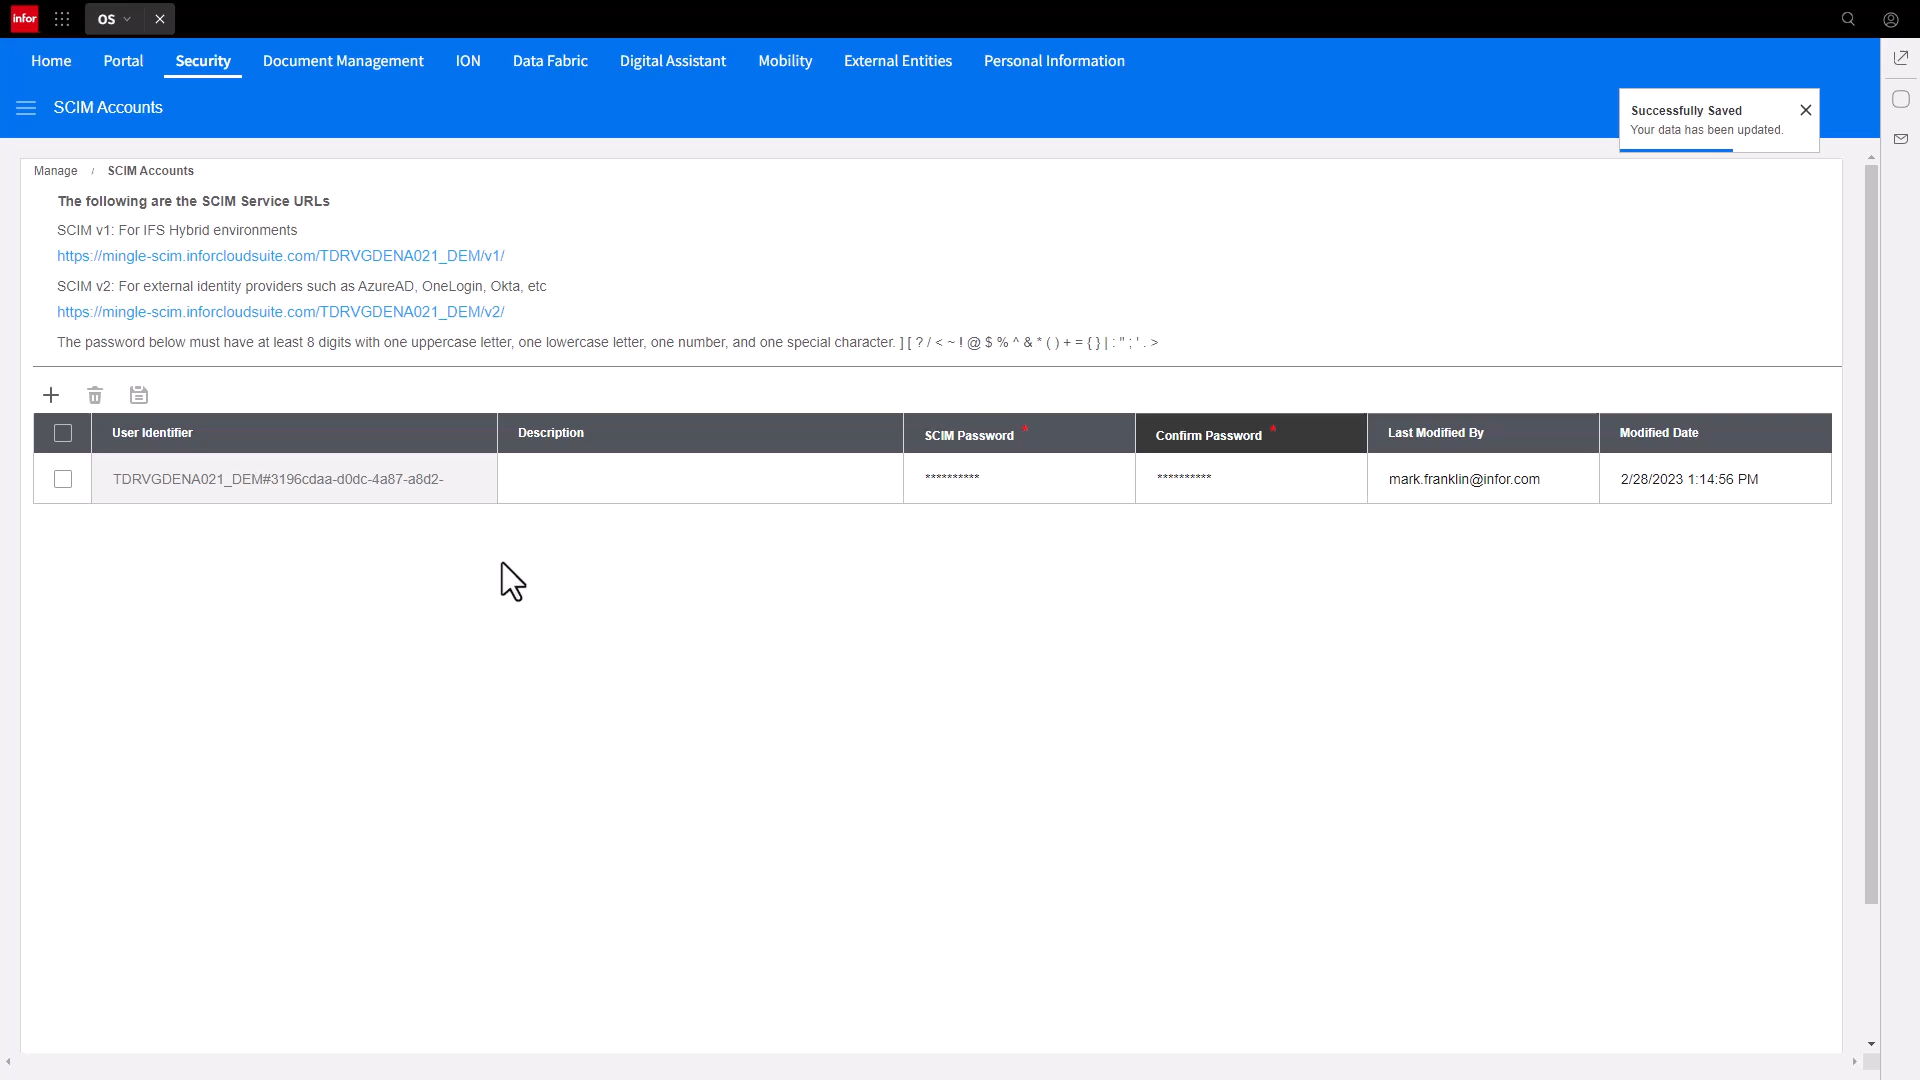 infor OS
Home Portal Security Document Management ION Data Fabric Digital Assistant Mobility External Entities Personal Information
SCIM Accounts
Successfully Saved
Your data has been updated.
Manage / SCIM Accounts
The following are the SCIM Service URLs
SCIM v1: For IFS Hybrid environments
https://mingle-scim.inforcloudsuite.com/TDRVGDENA021_DEM/v1/
SCIM v2: For external identity providers such as AzureAD, OneLogin, Okta, etc
https://mingle-scim.inforcloudsuite.com/TDRVGDENA021_DEM/v2/
The password below must have at least 8 digits with one uppercase letter, one lowercase letter, one number, and one special character. ] [ ? / < ~ ! @ $ % ^ & * ( ) + = { } | : " ; ' . >
User Identifier Description SCIM Password * Confirm Password * Last Modified By Modified Date
TDRVGDENA021_DEM#3196cdaa-d0dc-4a87-a8d2- ********** ********** mark.franklin@infor.com 2/28/2023 1:14:56 PM